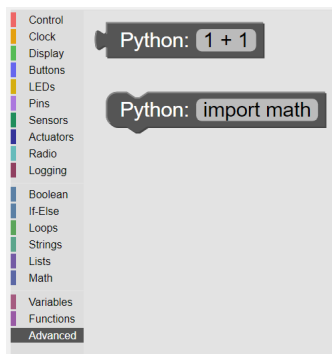 Control
Clock
Display
Buttons
LEDs
Pins
Sensors
Actuators
Radio
Logging
Boolean
If-Else
Loops
Strings
Lists
Math
Variables
Functions
Advanced
Python: 1 + 1
Python: import math